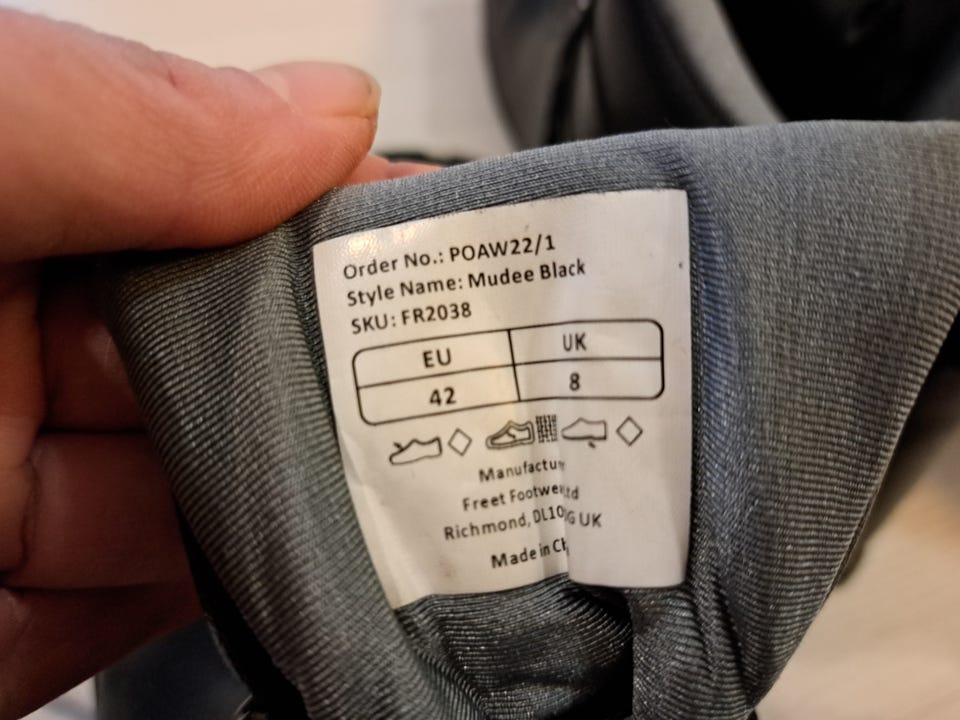 Order No.: POAW22/1
Style Name: Mudee Black
SKU: FR2038
EU UK
42 8
Freet
Richmond, UK
Made in